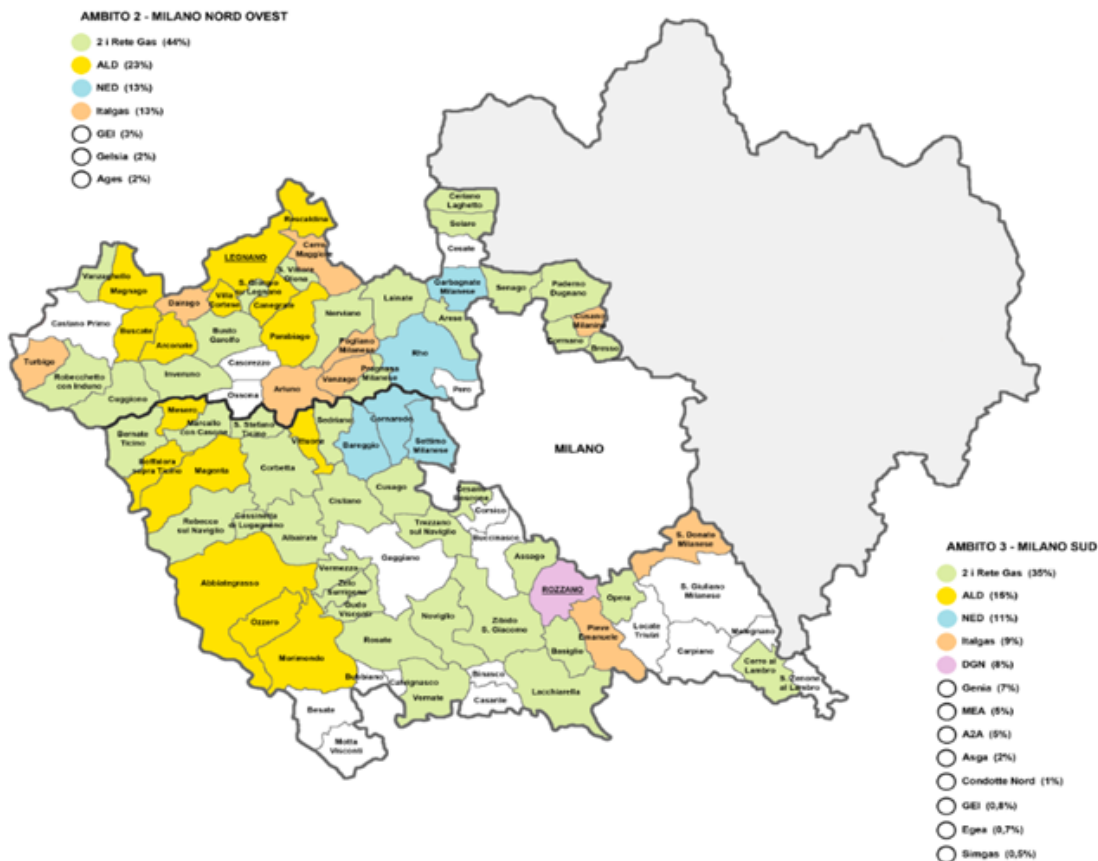 AMBITO 2 - MILANO NORD OVEST
2 i Rete Gas (44%)
ALD (23%)
NED (13%)
Italgas (13%)
GEI (3%)
Gelsia (2%)
Ages (2%)
Ceriano
Laghetto
Solaro
Cesate
Garbagnate
Milanese
Senago
Paderno
Dugnano
Cusano
Milanino
Cormano
Bresso
Rescaldina
LEGNANO
Cerro
Maggiore
S. Vittore
Olona
S. Giorgio
su Legnano
Villa
Cortese
Canegrate
Parabiago
Nerviano
Lainate
Arese
Vanzaghello
Magnago
Dairago
Castano Primo
Buscate
Arconate
Busto
Garolfo
Casorezzo
Pogliano
Milanese
Rho
Pero
Turbigo
Robecchetto
con Induno
Inveruno
Cuggiono
Ossona
Arluno
Vanzago
Pregnana
Milanese
Mesero
Bernate
Ticino
Marcallo
con Casone
S. Stefano
Ticino
Vittuone
Sedriano
Bareggio
Cornaredo
Settimo
Milanese
MILANO
Boffalora
sopra Ticino
Magenta
Corbetta
Cusago
Cisliano
Cesano
Boscone
Corsico
Robecco
sul Naviglio
Cassinetta
di Lugagnano
Albairate
Trezzano
sul Naviglio
Buccinasco
Gaggiano
Assago
S. Donato
Milanese
Abbiategrasso
Vermezzo
Zelo
Surrigone
Gudo
Visconti
ROZZANO
Opera
S. Giuliano
Milanese
Ozzero
Noviglio
Zibido
S. Giacomo
Pieve
Emanuele
Locate
Triulzi
Melegnano
Rosate
Basiglio
Carpiano
Cerro al
Lambro
S. Zenone
al Lambro
Morimondo
Bubbiano
Calvignasco
Vernate
Binasco
Casarile
Lacchiarella
Besate
Motta
Visconti
AMBITO 3 - MILANO SUD
2 i Rete Gas (35%)
ALD (15%)
NED (11%)
Italgas (9%)
DGN (8%)
Genia (7%)
MEA (5%)
A2A (5%)
Asga (2%)
Condotte Nord (1%)
GEI (0,8%)
Egea (0,7%)
Simgas (0,5%)